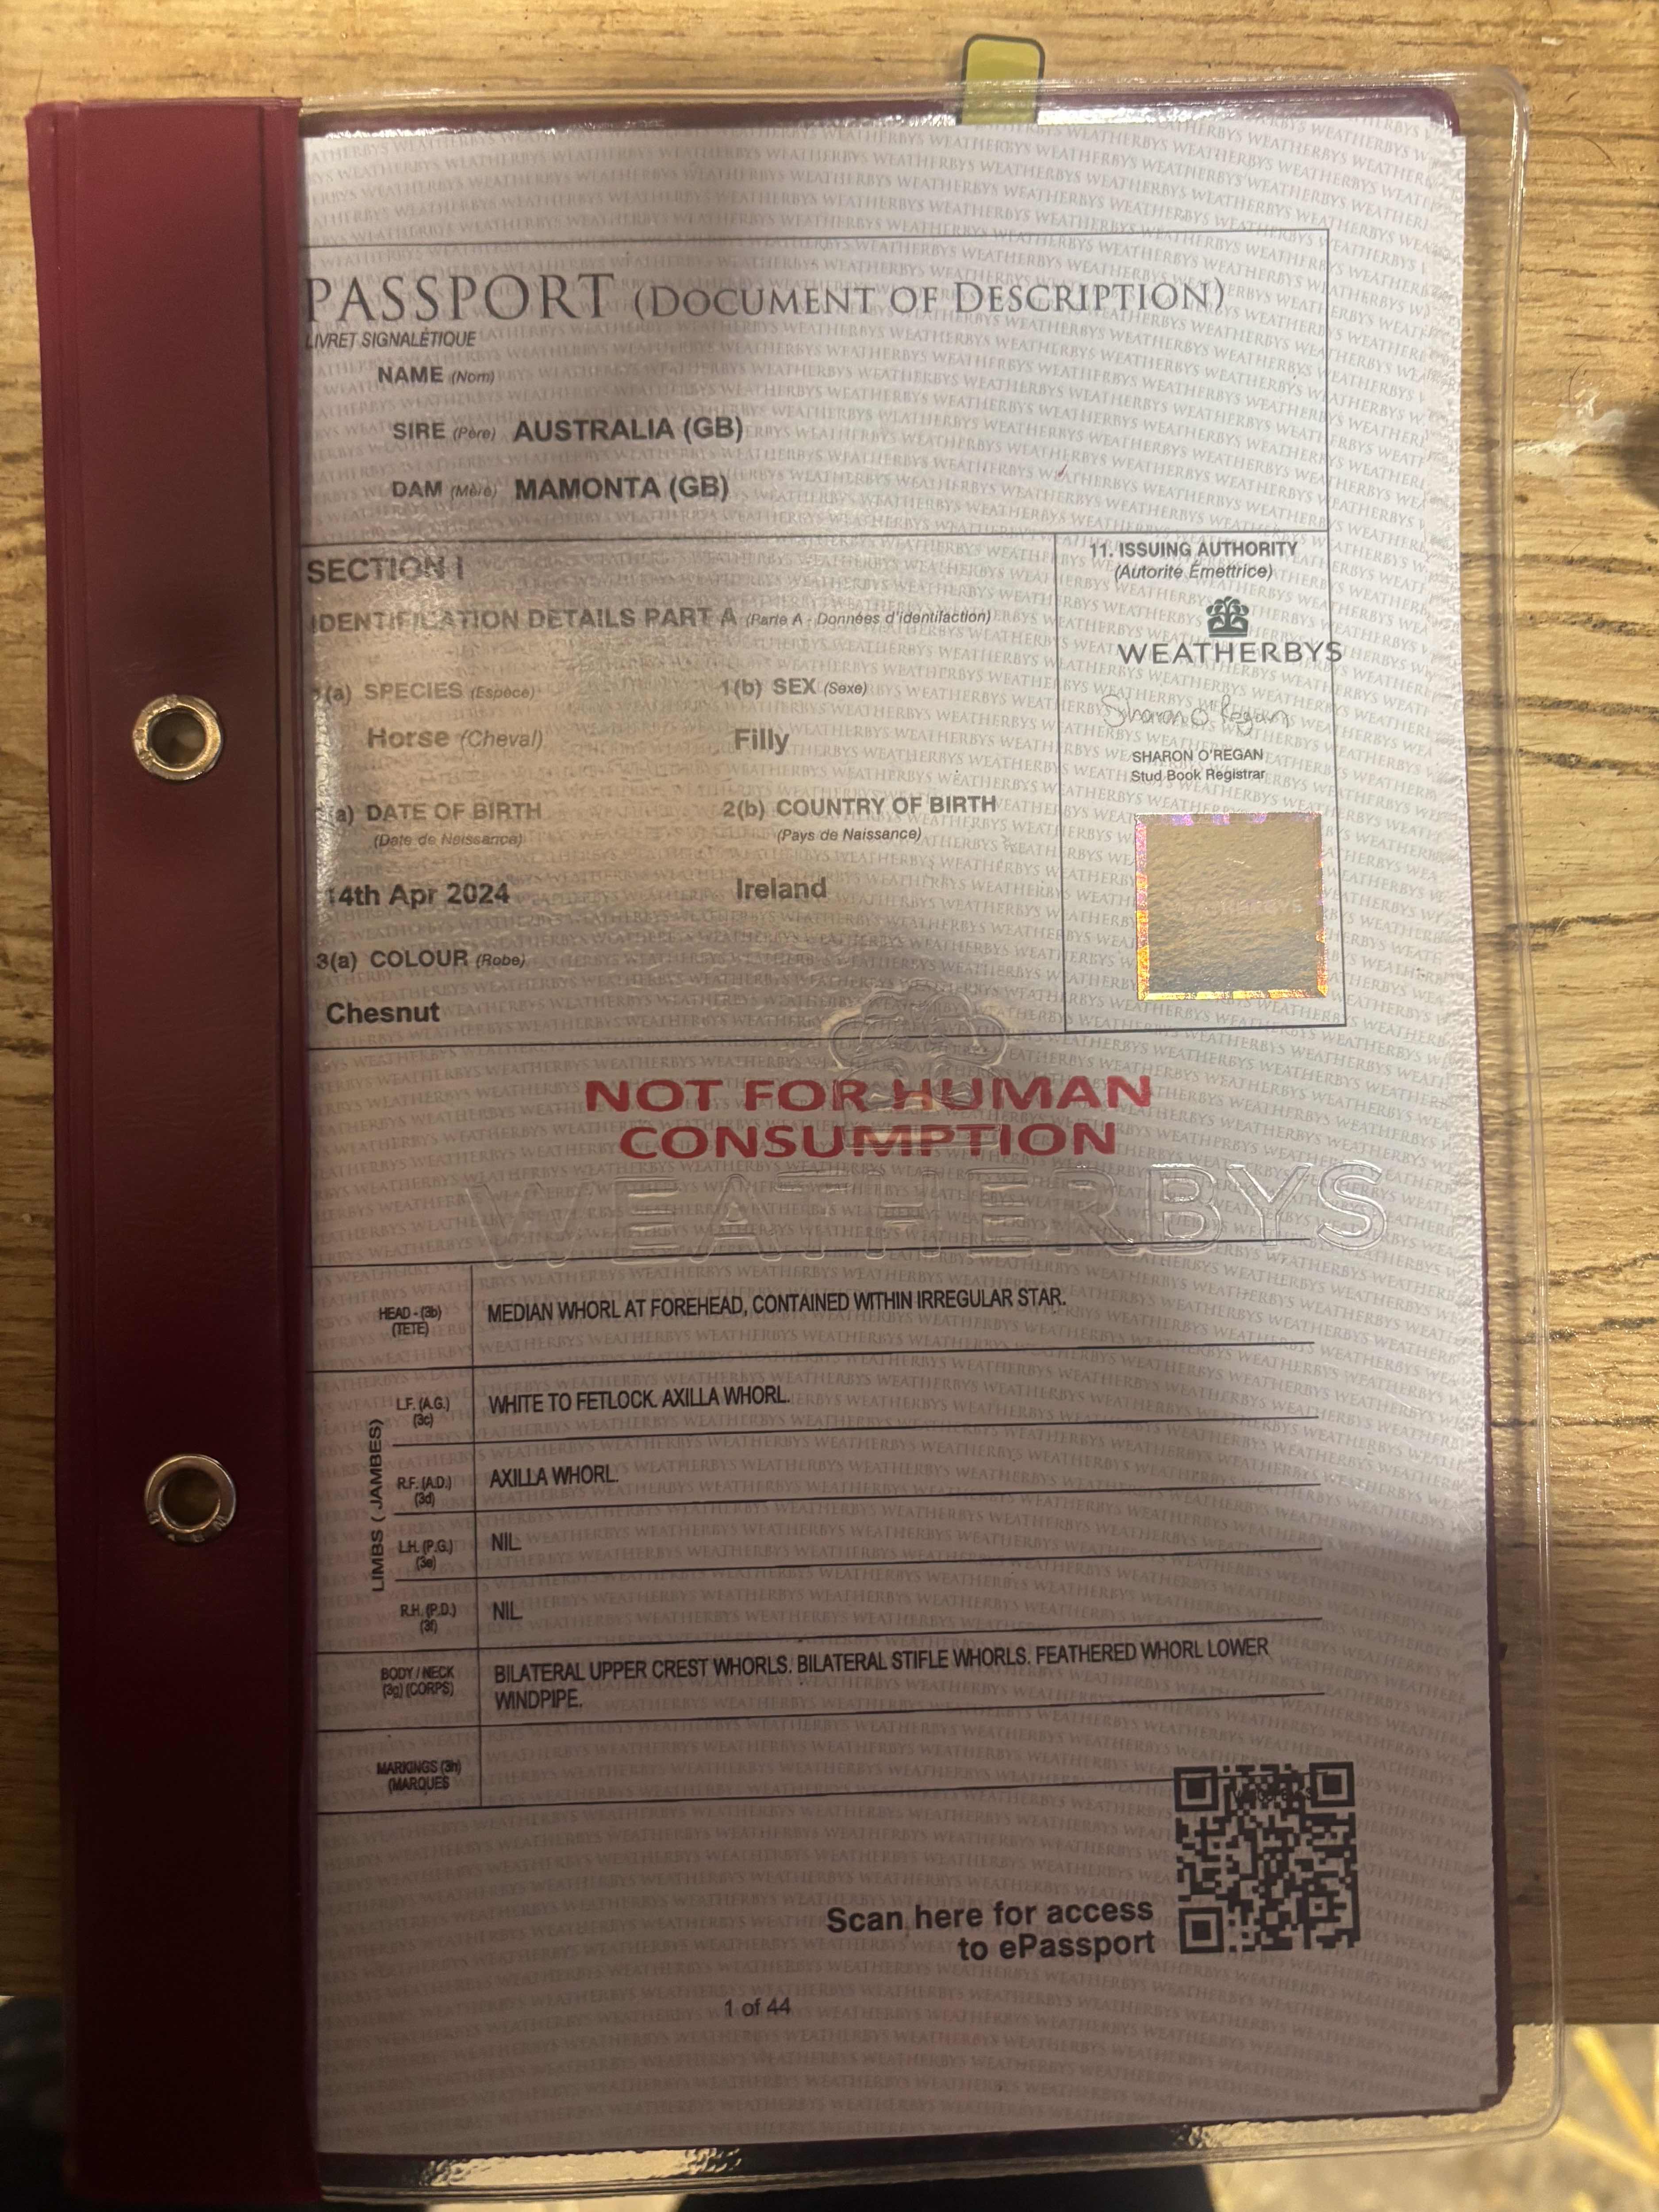 PASSPORT (DOCUMENT OF DESCRIPTION)
LIVRET SIGNALÉTIQUE
NAME (Nom)
SIRE (Père) AUSTRALIA (GB)
DAM (Mère) MAMONTA (GB)
SECTION I
IDENTIFICATION DETAILS PART A (Partie A - Données d'identifaction)
(a) SPECIES (Espèce) 1(b) SEX (Sexe)
Horse (Cheval) Filly
a) DATE OF BIRTH 2(b) COUNTRY OF BIRTH
(Date de Naissance) (Pays de Naissance)
14th Apr 2024 Ireland
3(a) COLOUR (Robe)
Chesnut
11. ISSUING AUTHORITY
(Autorité Émettrice)
WEATHERBYS
Sharon O'Regan
SHARON O'REGAN
Stud Book Registrar
NOT FOR HUMAN
CONSUMPTION
WEATHERBYS
HEAD - (3b)
(TETE)
MEDIAN WHORL AT FOREHEAD, CONTAINED WITHIN IRREGULAR STAR.
LIMBS (JAMBES)
L.F. (A.G.)
(3c)
WHITE TO FETLOCK. AXILLA WHORL.
R.F. (A.D.)
(3d)
AXILLA WHORL.
L.H. (P.G.)
(3e)
NIL.
R.H. (P.D.)
(3f)
NIL.
BODY / NECK
(3g) (CORPS)
BILATERAL UPPER CREST WHORLS. BILATERAL STIFLE WHORLS. FEATHERED WHORL LOWER
WINDPIPE.
MARKINGS (3h)
(MARQUES
Scan here for access
to ePassport
1 of 44